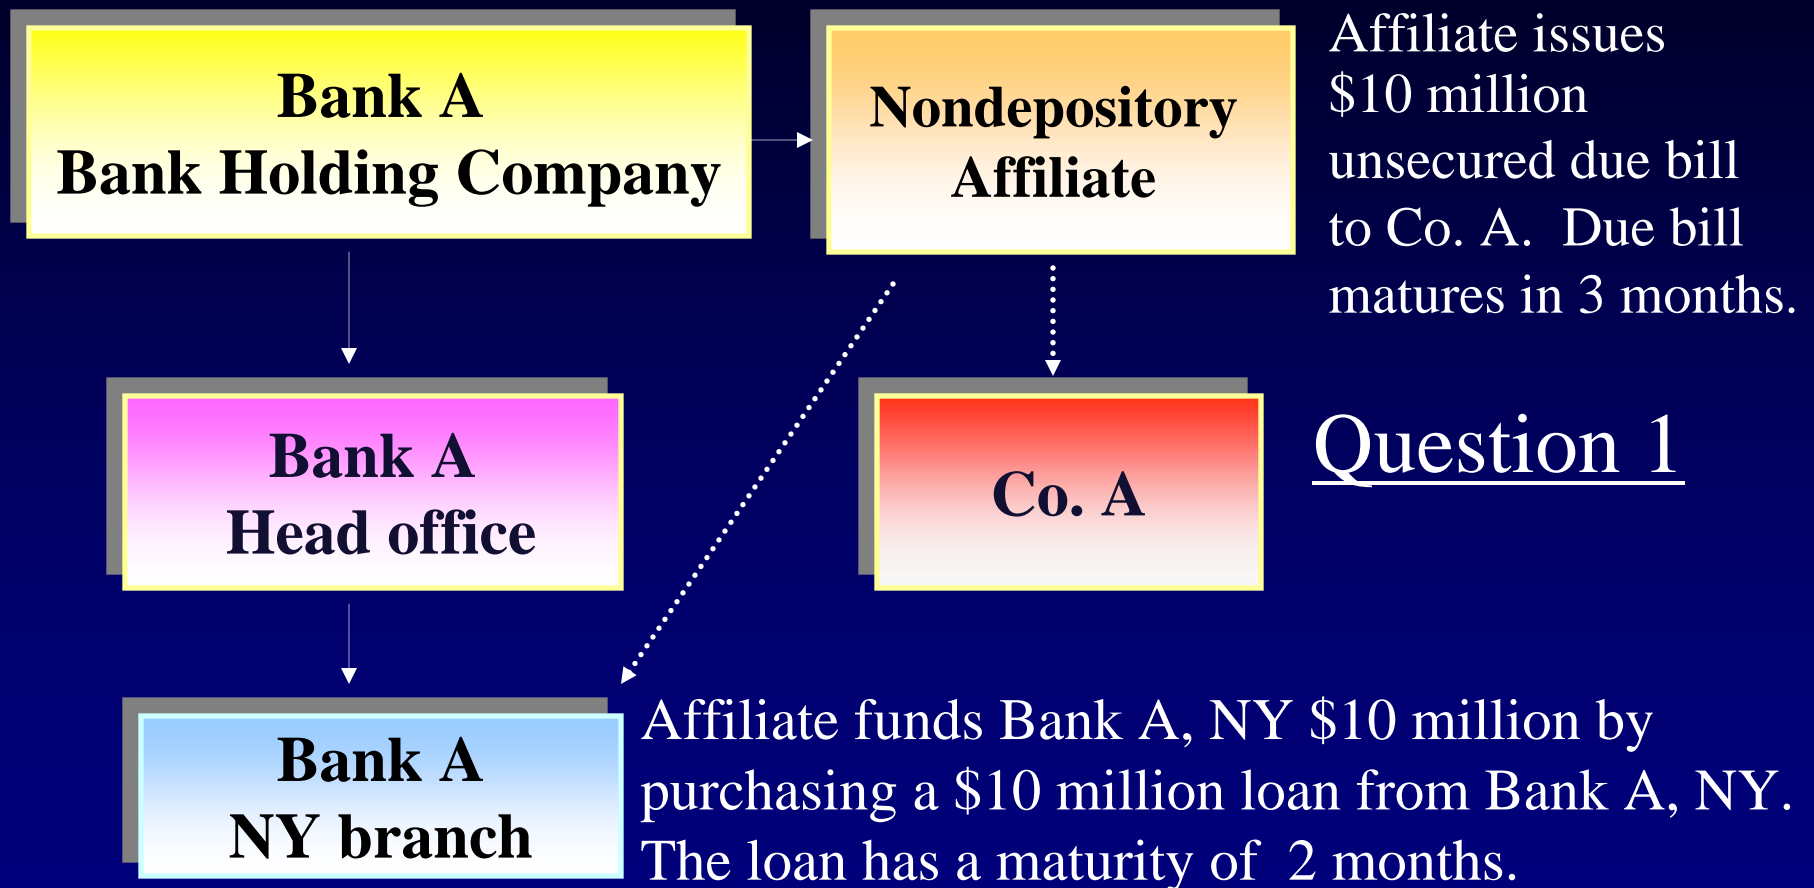 Bank A
Bank Holding Company
Nondepository
Affiliate
Affiliate issues
$10 million
unsecured due bill
to Co. A.  Due bill
matures in 3 months.
Bank A
Head office
Co. A
Question 1
Bank A
NY branch
Affiliate funds Bank A, NY $10 million by
purchasing a $10 million loan from Bank A, NY.
The loan has a maturity of  2 months.